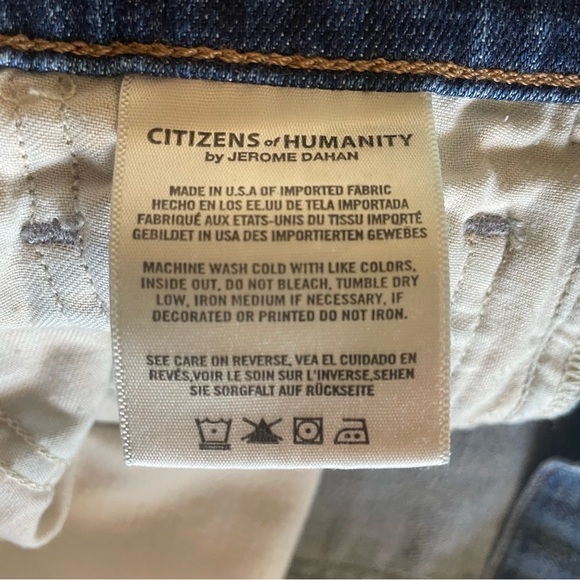 CITIZENS of HUMANITY
by JEROME DAHAN
MADE IN U.S.A OF IMPORTED FABRIC
HECHO EN LOS EE.UU DE TELA IMPORTADA
FABRIQUÉ AUX ETATS-UNIS DU TISSU IMPORTÉ
GEBILDET IN USA DES IMPORTIERTEN GEWEBES
MACHINE WASH COLD WITH LIKE COLORS,
INSIDE OUT, DO NOT BLEACH, TUMBLE DRY
LOW, IRON MEDIUM IF NECESSARY, IF
DECORATED OR PRINTED DO NOT IRON.
SEE CARE ON REVERSE, VEA EL CUIDADO EN
REVÉS,VOIR LE SOIN SUR L'INVERSE,SEHEN
SIE SORGFALT AUF RÜCKSEITE